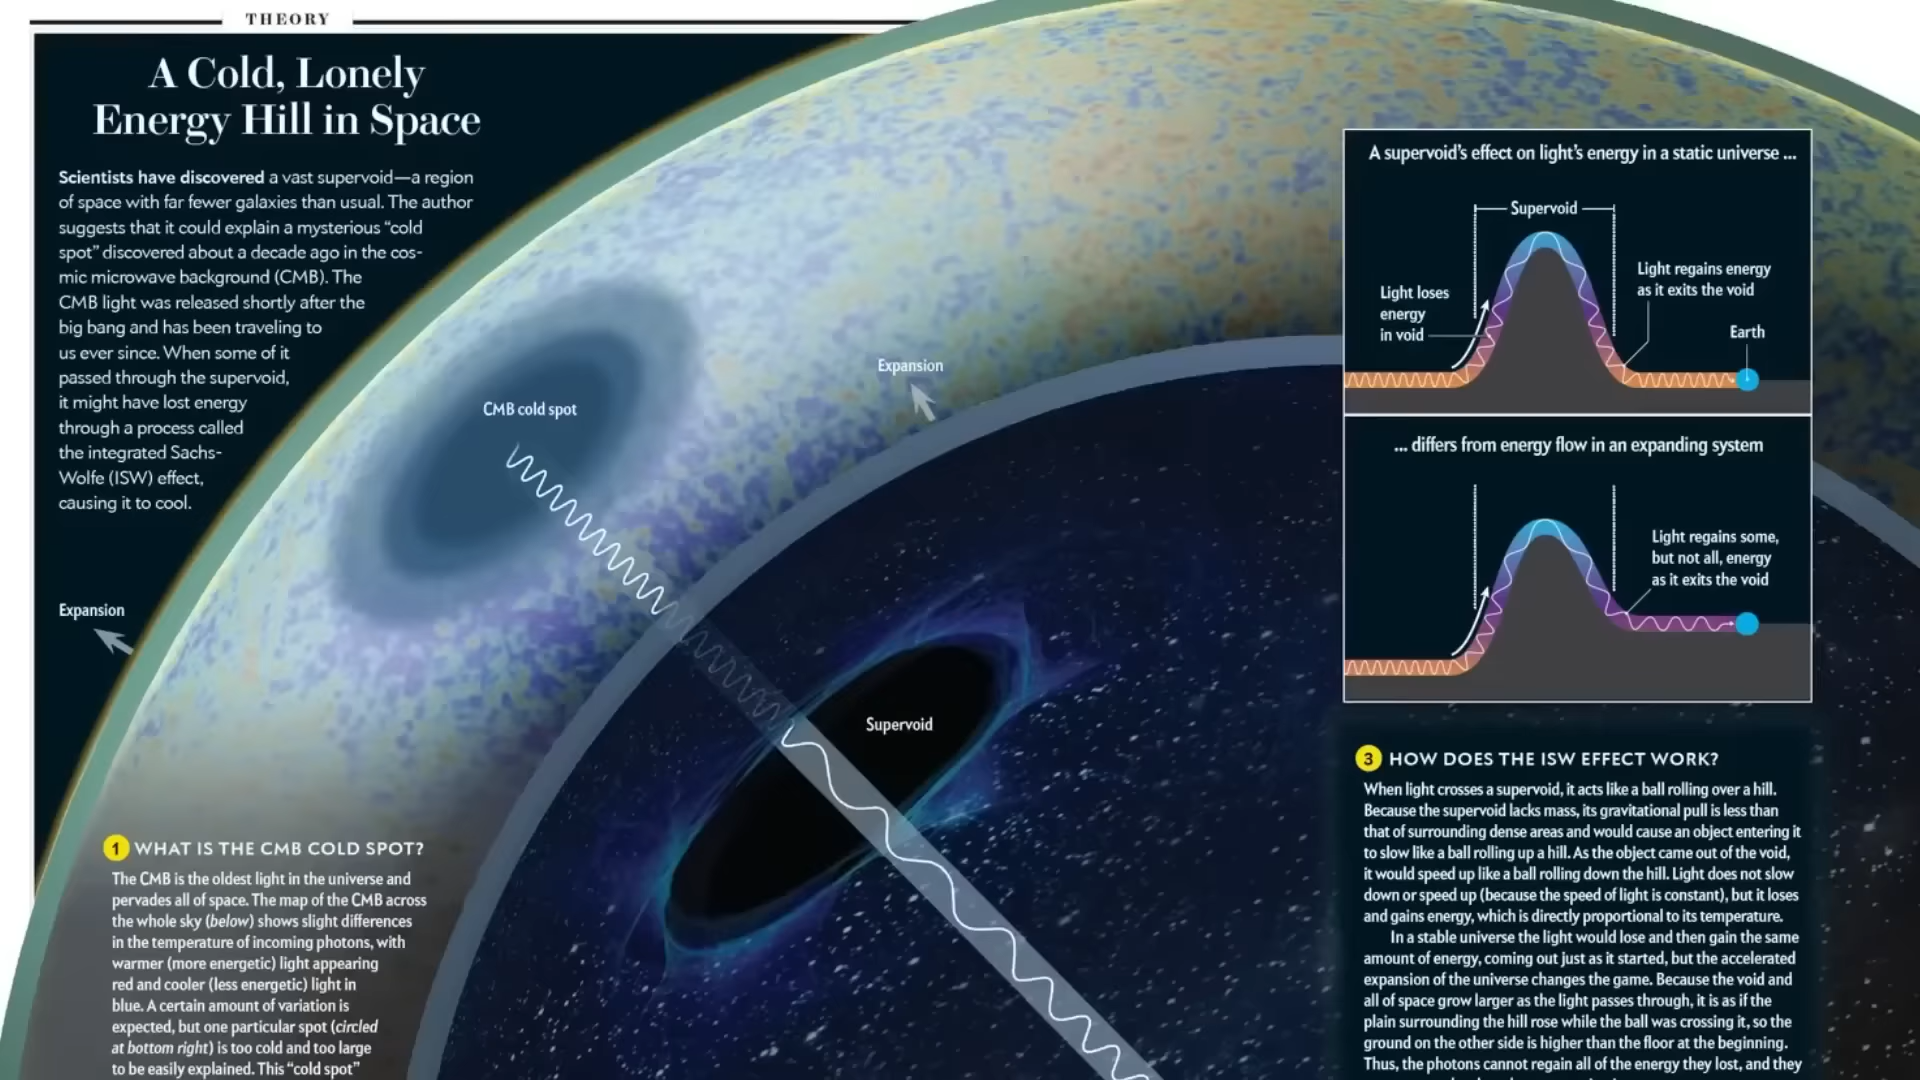 THEORY
A Cold, Lonely
Energy Hill in Space
Scientists have discovered a vast supervoid—a region
of space with far fewer galaxies than usual. The author
suggests that it could explain a mysterious “cold
spot” discovered about a decade ago in the cos-
mic microwave background (CMB). The
CMB light was released shortly after the
big bang and has been traveling to
us ever since. When some of it
passed through the supervoid,
it might have lost energy
through a process called
the integrated Sachs-
Wolfe (ISW) effect,
causing it to cool.
Expansion
CMB cold spot
Expansion
Supervoid
1 WHAT IS THE CMB COLD SPOT?
The CMB is the oldest light in the universe and
pervades all of space. The map of the CMB across
the whole sky (below) shows slight differences
in the temperature of incoming photons, with
warmer (more energetic) light appearing
red and cooler (less energetic) light in
blue. A certain amount of variation is
expected, but one particular spot (circled
at bottom right) is too cold and too large
to be easily explained. This “cold spot”
A supervoid’s effect on light’s energy in a static universe ...
Supervoid
Light loses
energy
in void
Light regains energy
as it exits the void
Earth
... differs from energy flow in an expanding system
Light regains some,
but not all, energy
as it exits the void
3 HOW DOES THE ISW EFFECT WORK?
When light crosses a supervoid, it acts like a ball rolling over a hill.
Because the supervoid lacks mass, its gravitational pull is less than
that of surrounding dense areas and would cause an object entering it
to slow like a ball rolling up a hill. As the object came out of the void,
it would speed up like a ball rolling down the hill. Light does not slow
down or speed up (because the speed of light is constant), but it loses
and gains energy, which is directly proportional to its temperature.
In a stable universe the light would lose and then gain the same
amount of energy, coming out just as it started, but the accelerated
expansion of the universe changes the game. Because the void and
all of space grow larger as the light passes through, it is as if the
plain surrounding the hill rose while the ball was crossing it, so the
ground on the other side is higher than the floor at the beginning.
Thus, the photons cannot regain all of the energy they lost, and they